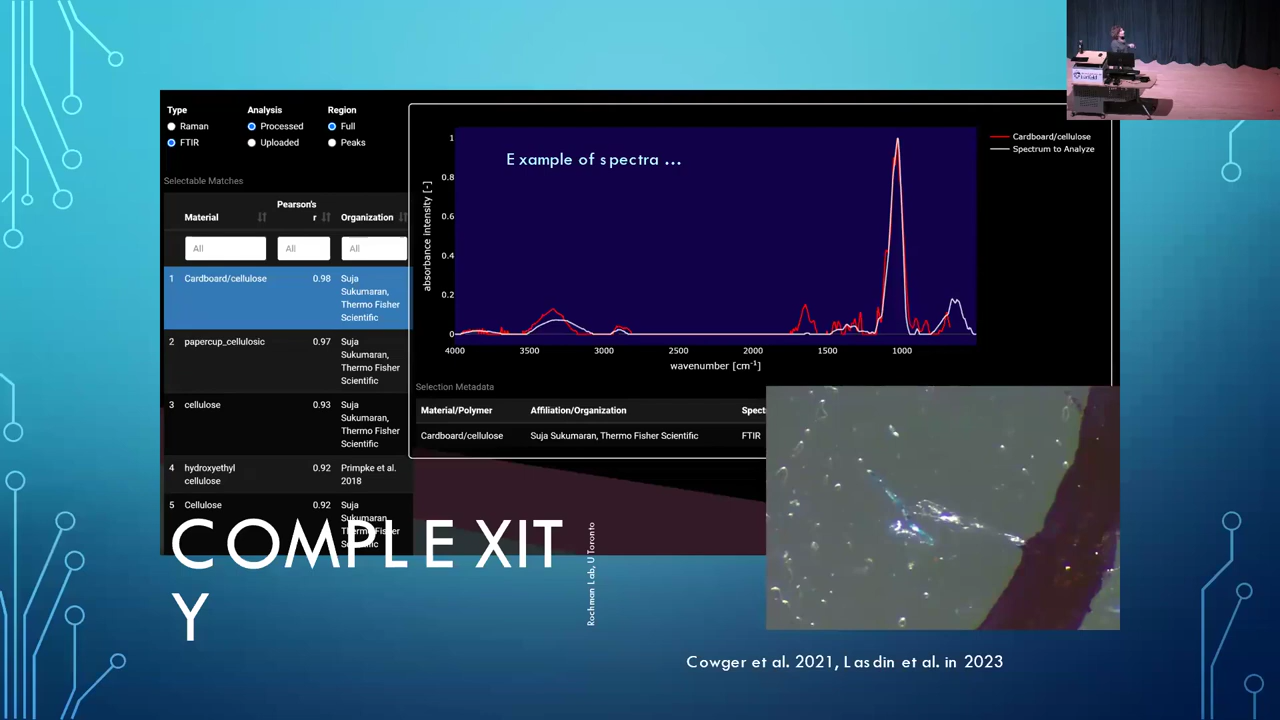 Type
Raman
FTIR
Analysis
Processed
Uploaded
Region
Full
Peaks
Selectable Matches
Material
Pearson's
r
Organization
All
All
All
1 Cardboard/cellulose 0.98 Suja
Sukumaran,
Thermo Fisher
Scientific
2 papercup_cellulosic 0.97 Suja
Sukumaran,
Thermo Fisher
Scientific
3 cellulose 0.93 Suja
Sukumaran,
Thermo Fisher
Scientific
4 hydroxyethyl 0.92 Primpke et al.
cellulose 2018
5 Cellulose 0.92 Suja
Sukumaran,
Thermo Fisher
Scientific
Example of spectra ...
Cardboard/cellulose
Spectrum to Analyze
absorbance intensity [-]
1
0.8
0.6
0.4
0.2
0
4000 3500 3000 2500 2000 1500 1000
wavenumber [cm⁻¹]
Selection Metadata
Material/Polymer Affiliation/Organization Spect
Cardboard/cellulose Suja Sukumaran, Thermo Fisher Scientific FTIR
COMPLEXIT
Y
Rochman Lab, U Toronto
Cowger et al. 2021, Lasdin et al. in 2023